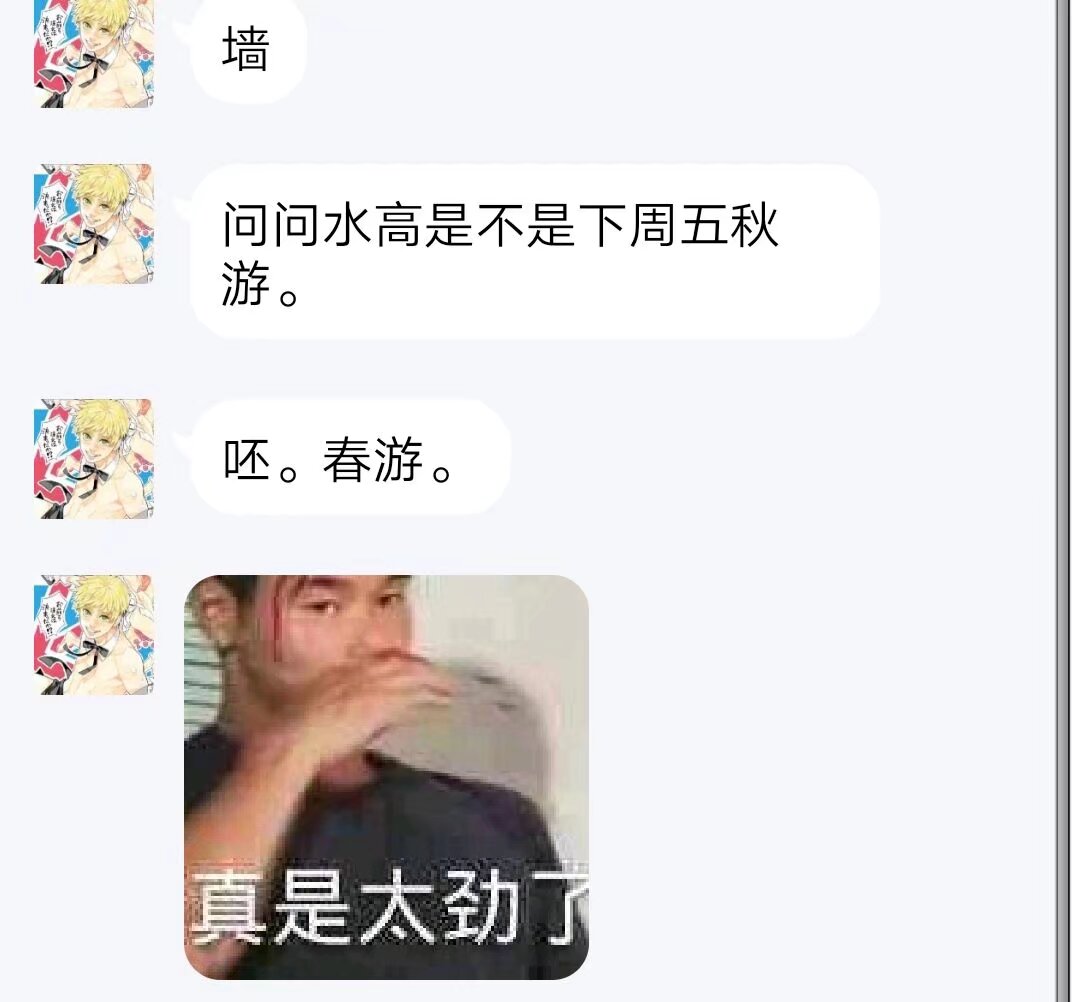 墙
问问水高是不是下周五秋
游。
呸。春游。
真是太劲了